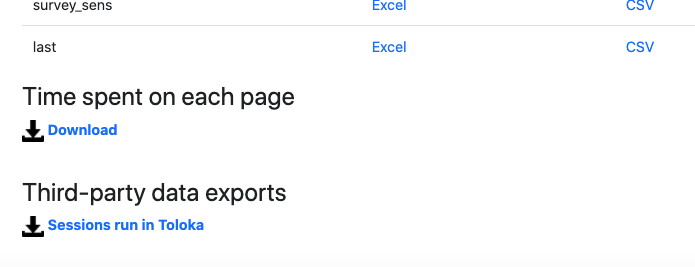 survey_sens Excel CSV
last Excel CSV
Time spent on each page
Download
Third-party data exports
Sessions run in Toloka